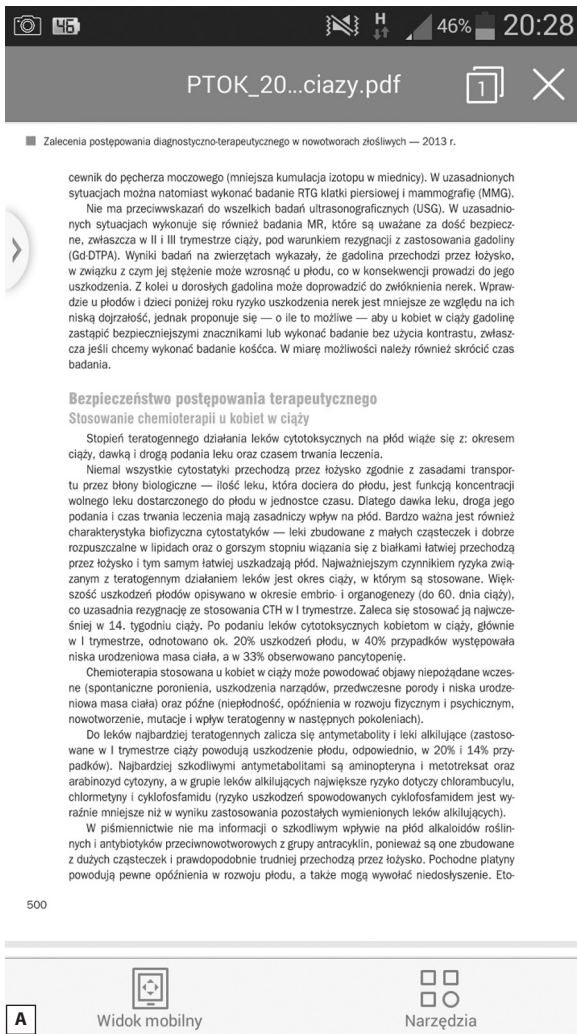 46
H
46%
20:28
PTOK_20...ciazy.pdf
1
Zalecenia postępowania diagnostyczno-terapeutycznego w nowotworach złośliwych — 2013 r.
cewnik do pęcherza moczowego (mniejsza kumulacja izotopu w miednicy). W uzasadnionych
sytuacjach można natomiast wykonać badanie RTG klatki piersiowej i mammografię (MMG).
Nie ma przeciwwskazań do wszelkich badań ultrasonograficznych (USG). W uzasadnio-
nych sytuacjach wykonuje się również badania MR, które są uważane za dość bezpiecz-
ne, zwłaszcza w II i III trymestrze ciąży, pod warunkiem rezygnacji z zastosowania gadoliny
(Gd-DTPA). Wyniki badań na zwierzętach wykazały, że gadolina przechodzi przez łożysko,
w związku z czym jej stężenie może wzrosnąć u płodu, co w konsekwencji prowadzi do jego
uszkodzenia. Z kolei u dorosłych gadolina może doprowadzić do zwłóknienia nerek. Wpraw-
dzie u płodów i dzieci poniżej roku ryzyko uszkodzenia nerek jest mniejsze ze względu na ich
niską dojrzałość, jednak proponuje się — o ile to możliwe — aby u kobiet w ciąży gadolinę
zastąpić bezpieczniejszymi znacznikami lub wykonać badanie bez użycia kontrastu, zwłasz-
cza jeśli chcemy wykonać badanie kośćca. W miarę możliwości należy również skrócić czas
badania.
Bezpieczeństwo postępowania terapeutycznego
Stosowanie chemioterapii u kobiet w ciąży
Stopień teratogennego działania leków cytotoksycznych na płód wiąże się z: okresem
ciąży, dawką i drogą podania leku oraz czasem trwania leczenia.
Niemal wszystkie cytostatyki przechodzą przez łożysko zgodnie z zasadami transpor-
tu przez błony biologiczne — ilość leku, która dociera do płodu, jest funkcją koncentracji
wolnego leku dostarczonego do płodu w jednostce czasu. Dlatego dawka leku, droga jego
podania i czas trwania leczenia mają zasadniczy wpływ na płód. Bardzo ważna jest również
charakterystyka biofizyczna cytostatyków — leki zbudowane z małych cząsteczek i dobrze
rozpuszczalne w lipidach oraz o gorszym stopniu wiązania się z białkami łatwiej przechodzą
przez łożysko i tym samym łatwiej uszkadzają płód. Najważniejszym czynnikiem ryzyka zwią-
zanym z teratogennym działaniem leków jest okres ciąży, w którym są stosowane. Więk-
szość uszkodzeń płodów opisywano w okresie embrio- i organogenezy (do 60. dnia ciąży),
co uzasadnia rezygnację ze stosowania CTH w I trymestrze. Zaleca się stosować ją najwcze-
śniej w 14. tygodniu ciąży. Po podaniu leków cytotoksycznych kobietom w ciąży, głównie
w I trymestrze, odnotowano ok. 20% uszkodzeń płodu, w 40% przypadków występowała
niska urodzeniowa masa ciała, a w 33% obserwowano pancytopenię.
Chemioterapia stosowana u kobiet w ciąży może powodować objawy niepożądane wczes-
ne (spontaniczne poronienia, uszkodzenia narządów, przedwczesne porody i niska urodze-
niowa masa ciała) oraz późne (niepłodność, opóźnienia w rozwoju fizycznym i psychicznym,
nowotworzenie, mutacje i wpływ teratogenny w następnych pokoleniach).
Do leków najbardziej teratogennych zalicza się antymetabolity i leki alkilujące (zastoso-
wane w I trymestrze ciąży powodują uszkodzenie płodu, odpowiednio, w 20% i 14% przy-
padków). Najbardziej szkodliwymi antymetabolitami są aminopteryna i metotreksat oraz
arabinozyd cytozyny, a w grupie leków alkilujących największe ryzyko dotyczy chlorambucylu,
chlormetyny i cyklofosfamidu (ryzyko uszkodzeń spowodowanych cyklofosfamidem jest wy-
raźnie mniejsze niż w wyniku zastosowania pozostałych wymienionych leków alkilujących).
W piśmiennictwie nie ma informacji o szkodliwym wpływie na płód alkaloidów roślin-
nych i antybiotyków przeciwnowotworowych z grupy antracyklin, ponieważ są one zbudowane
z dużych cząsteczek i prawdopodobnie trudniej przechodzą przez łożysko. Pochodne platyny
powodują pewne opóźnienia w rozwoju płodu, a także mogą wywołać niedosłyszenie. Eto-
500
A
Widok mobilny
Narzędzia